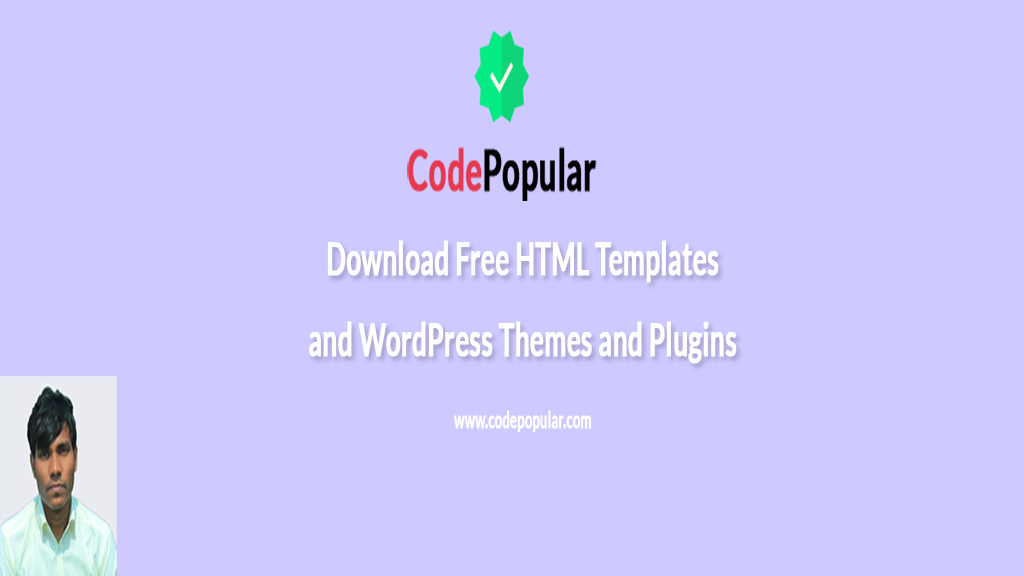 CodePopular
Download Free HTML Templates
and WordPress Themes and Plugins
www.codepopular.com